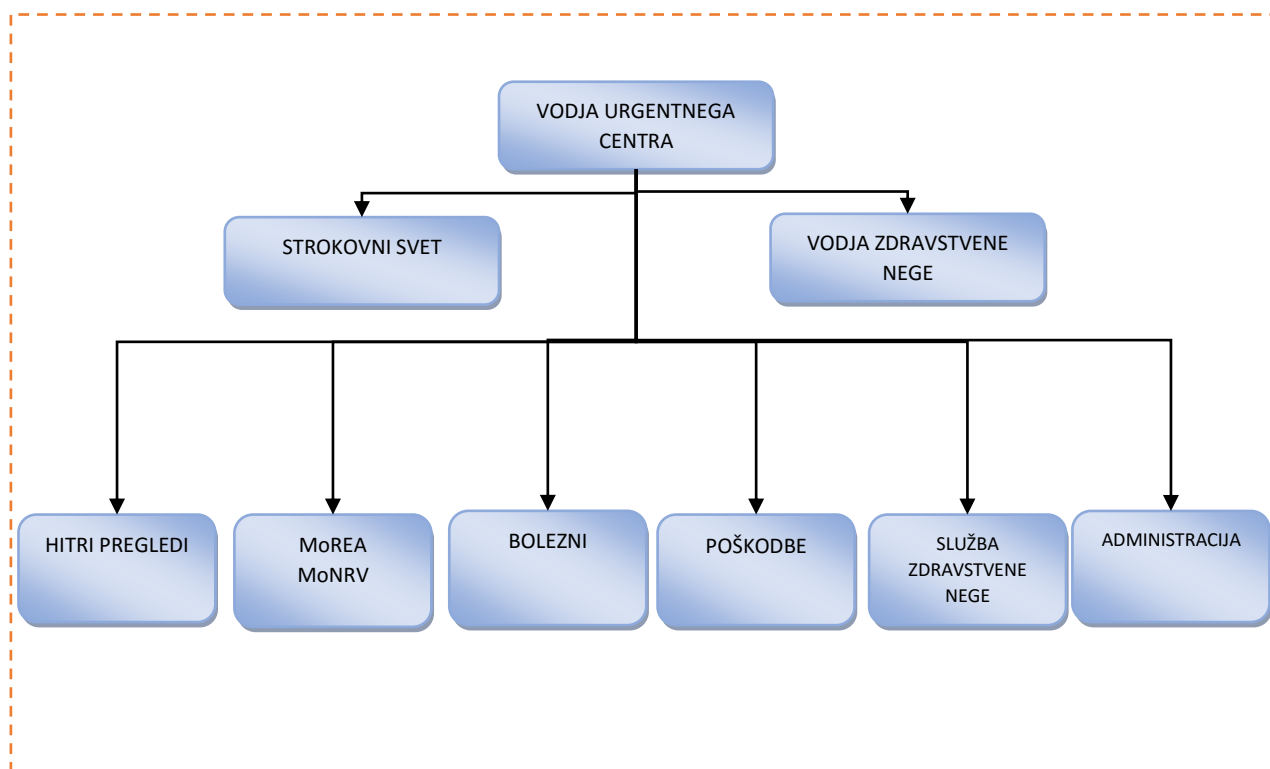 VODJA URGENTNEGA
CENTRA
STROKOVNI SVET
VODJA ZDRAVSTVENE
NEGE
HITRI PREGLEDI
MoREA
MoNRV
BOLEZNI
POŠKODBE
SLUŽBA
ZDRAVSTVENE
NEGE
ADMINISTRACIJA